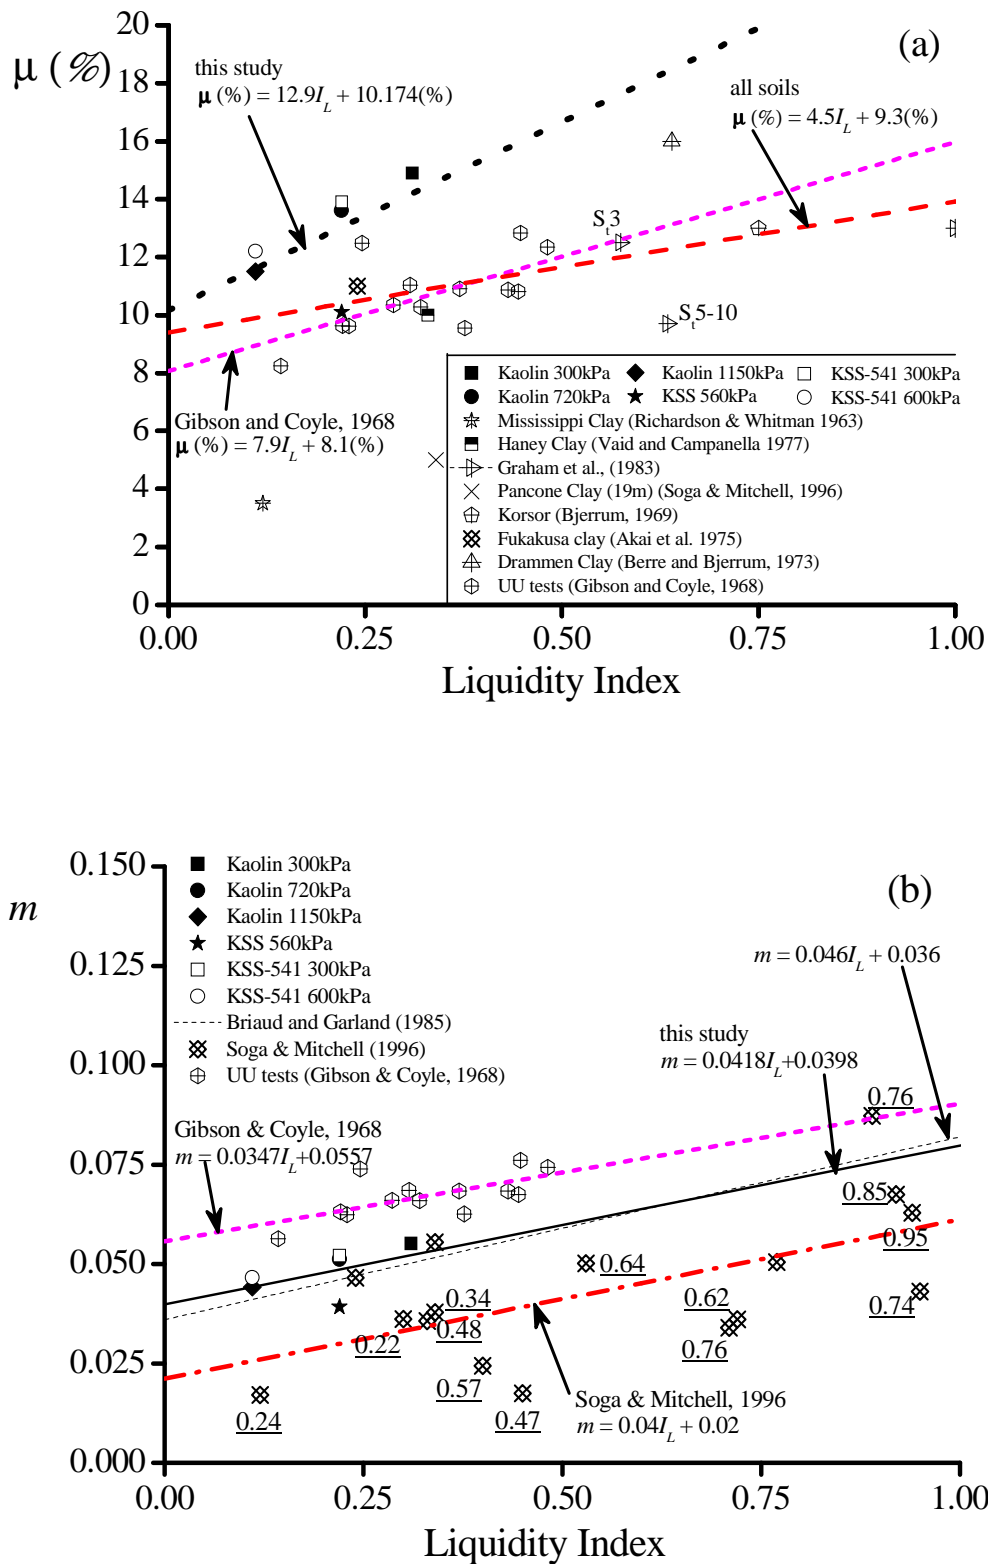 20
(a)
μ (%)
this study
μ (%) = 12.9I_L + 10.174(%)
18
all soils
μ (%) = 4.5I_L + 9.3(%)
16
14
S_t3
12
10
S_t5-10
8
Kaolin 300kPa
Kaolin 1150kPa
KSS-541 300kPa
Kaolin 720kPa
KSS 560kPa
KSS-541 600kPa
6
Gibson and Coyle, 1968
μ (%) = 7.9I_L + 8.1(%)
Mississippi Clay (Richardson & Whitman 1963)
Haney Clay (Vaid and Campanella 1977)
Graham et al., (1983)
4
Pancone Clay (19m) (Soga & Mitchell, 1996)
Korsor (Bjerrum, 1969)
2
Fukakusa clay (Akai et al. 1975)
Drammen Clay (Berre and Bjerrum, 1973)
UU tests (Gibson and Coyle, 1968)
0
0.00 0.25 0.50 0.75 1.00
Liquidity Index
0.150
(b)
m
Kaolin 300kPa
Kaolin 720kPa
Kaolin 1150kPa
KSS 560kPa
KSS-541 300kPa
KSS-541 600kPa
Briaud and Garland (1985)
Soga & Mitchell (1996)
UU tests (Gibson & Coyle, 1968)
0.125
m = 0.046I_L + 0.036
this study
m = 0.0418I_L+0.0398
0.100
0.76
Gibson & Coyle, 1968
m = 0.0347I_L+0.0557
0.075
0.85
0.95
0.050
0.64
0.34
0.62
0.74
0.22
0.48
0.76
0.025
0.57
Soga & Mitchell, 1996
m = 0.04I_L + 0.02
0.24
0.47
0.000
0.00 0.25 0.50 0.75 1.00
Liquidity Index